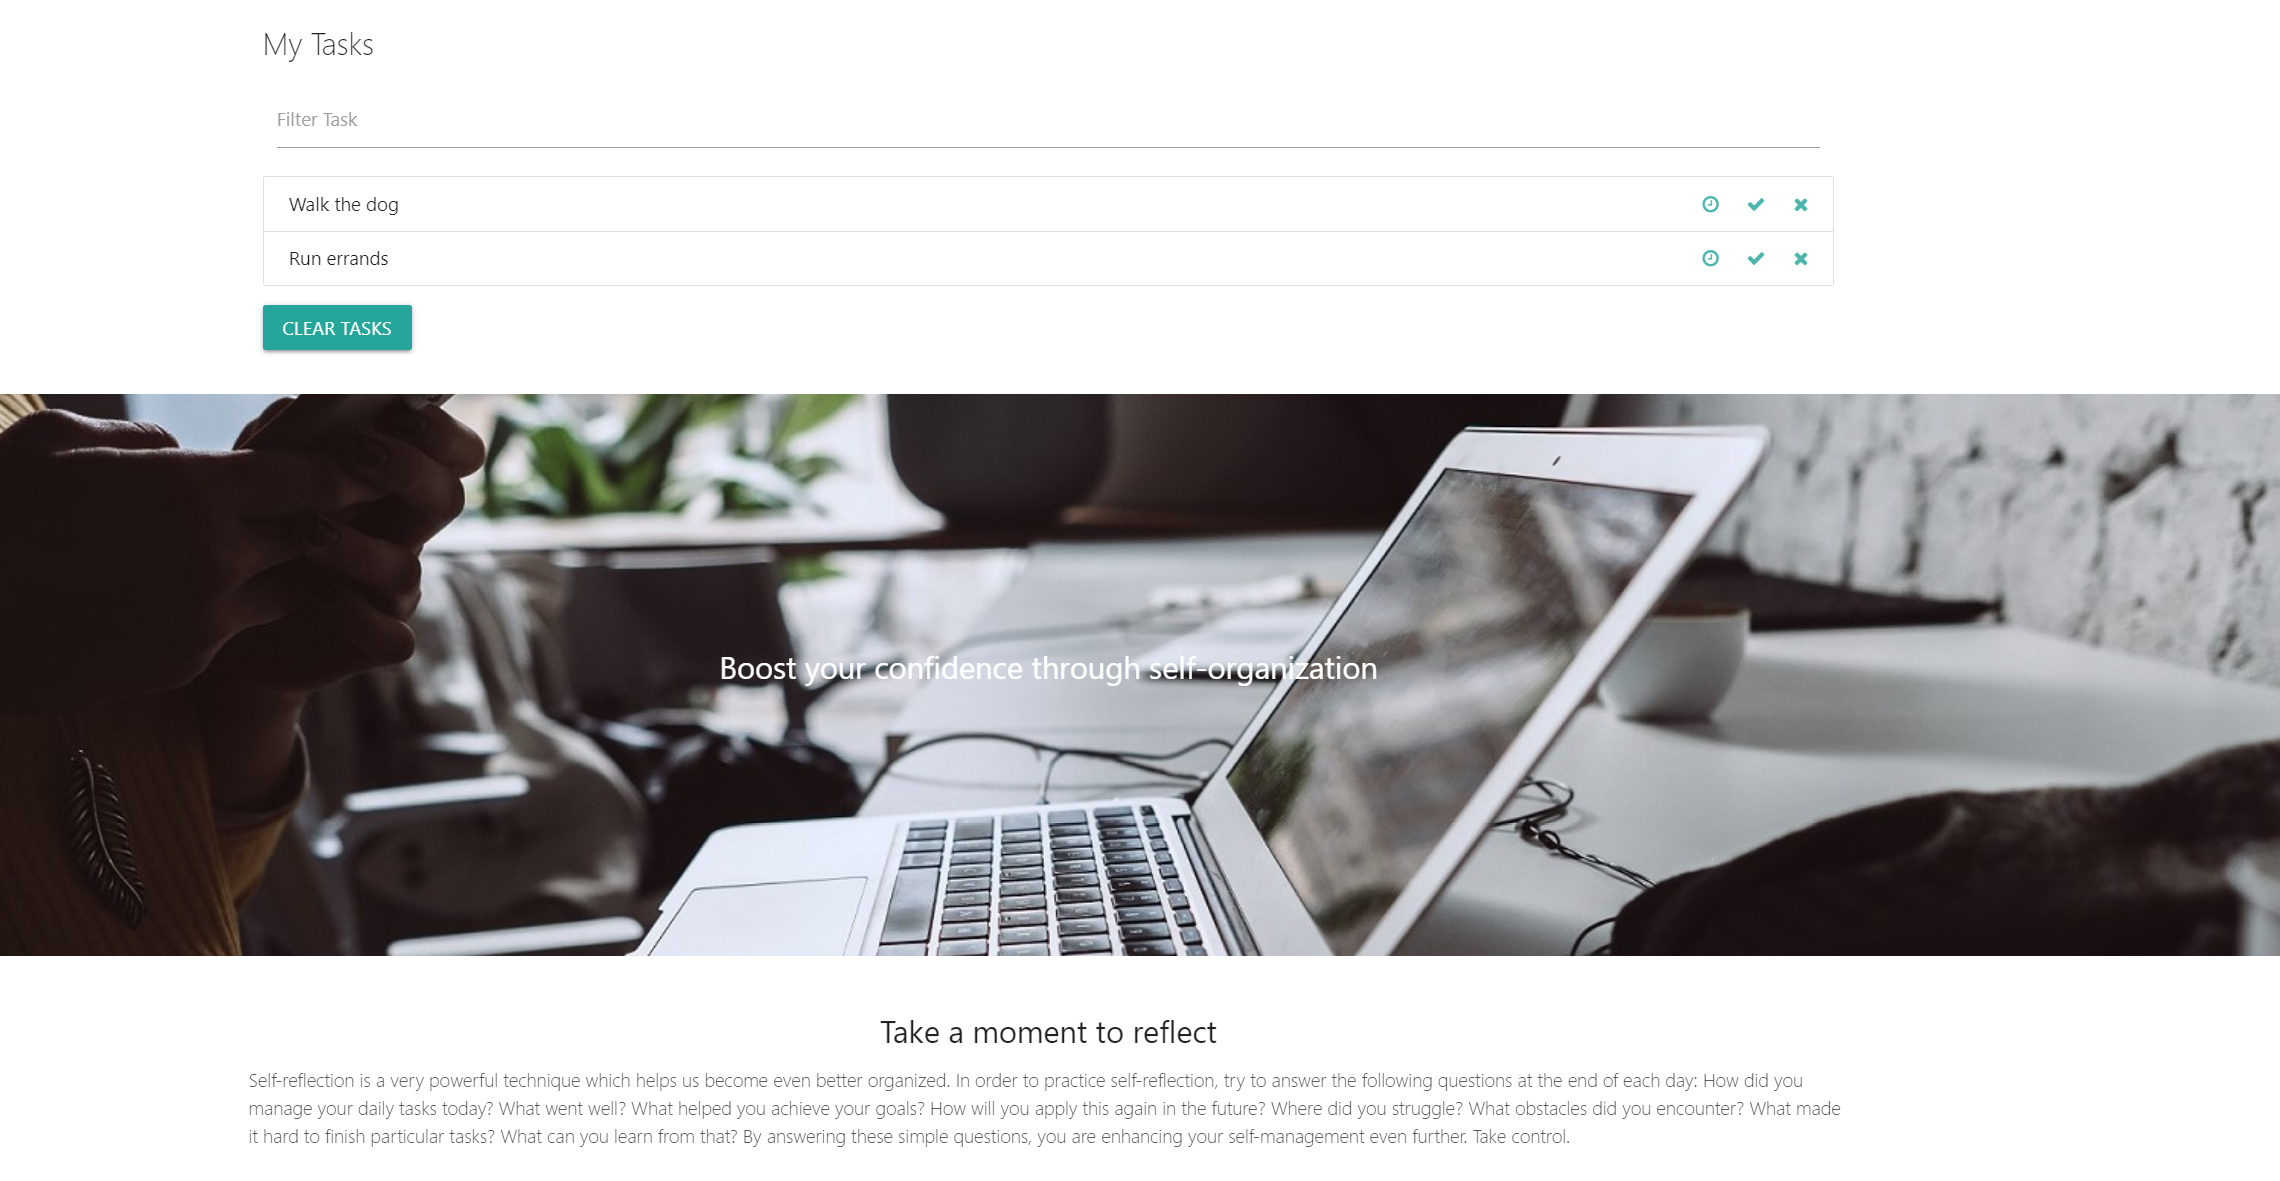 My Tasks
Filter Task
Walk the dog
Run errands
CLEAR TASKS
Boost your confidence through self-organization
Take a moment to reflect
Self-reflection is a very powerful technique which helps us become even better organized. In order to practice self-reflection, try to answer the following questions at the end of each day: How did you
manage your daily tasks today? What went well? What helped you achieve your goals? How will you apply this again in the future? Where did you struggle? What obstacles did you encounter? What made
it hard to finish particular tasks? What can you learn from that? By answering these simple questions, you are enhancing your self-management even further. Take control.